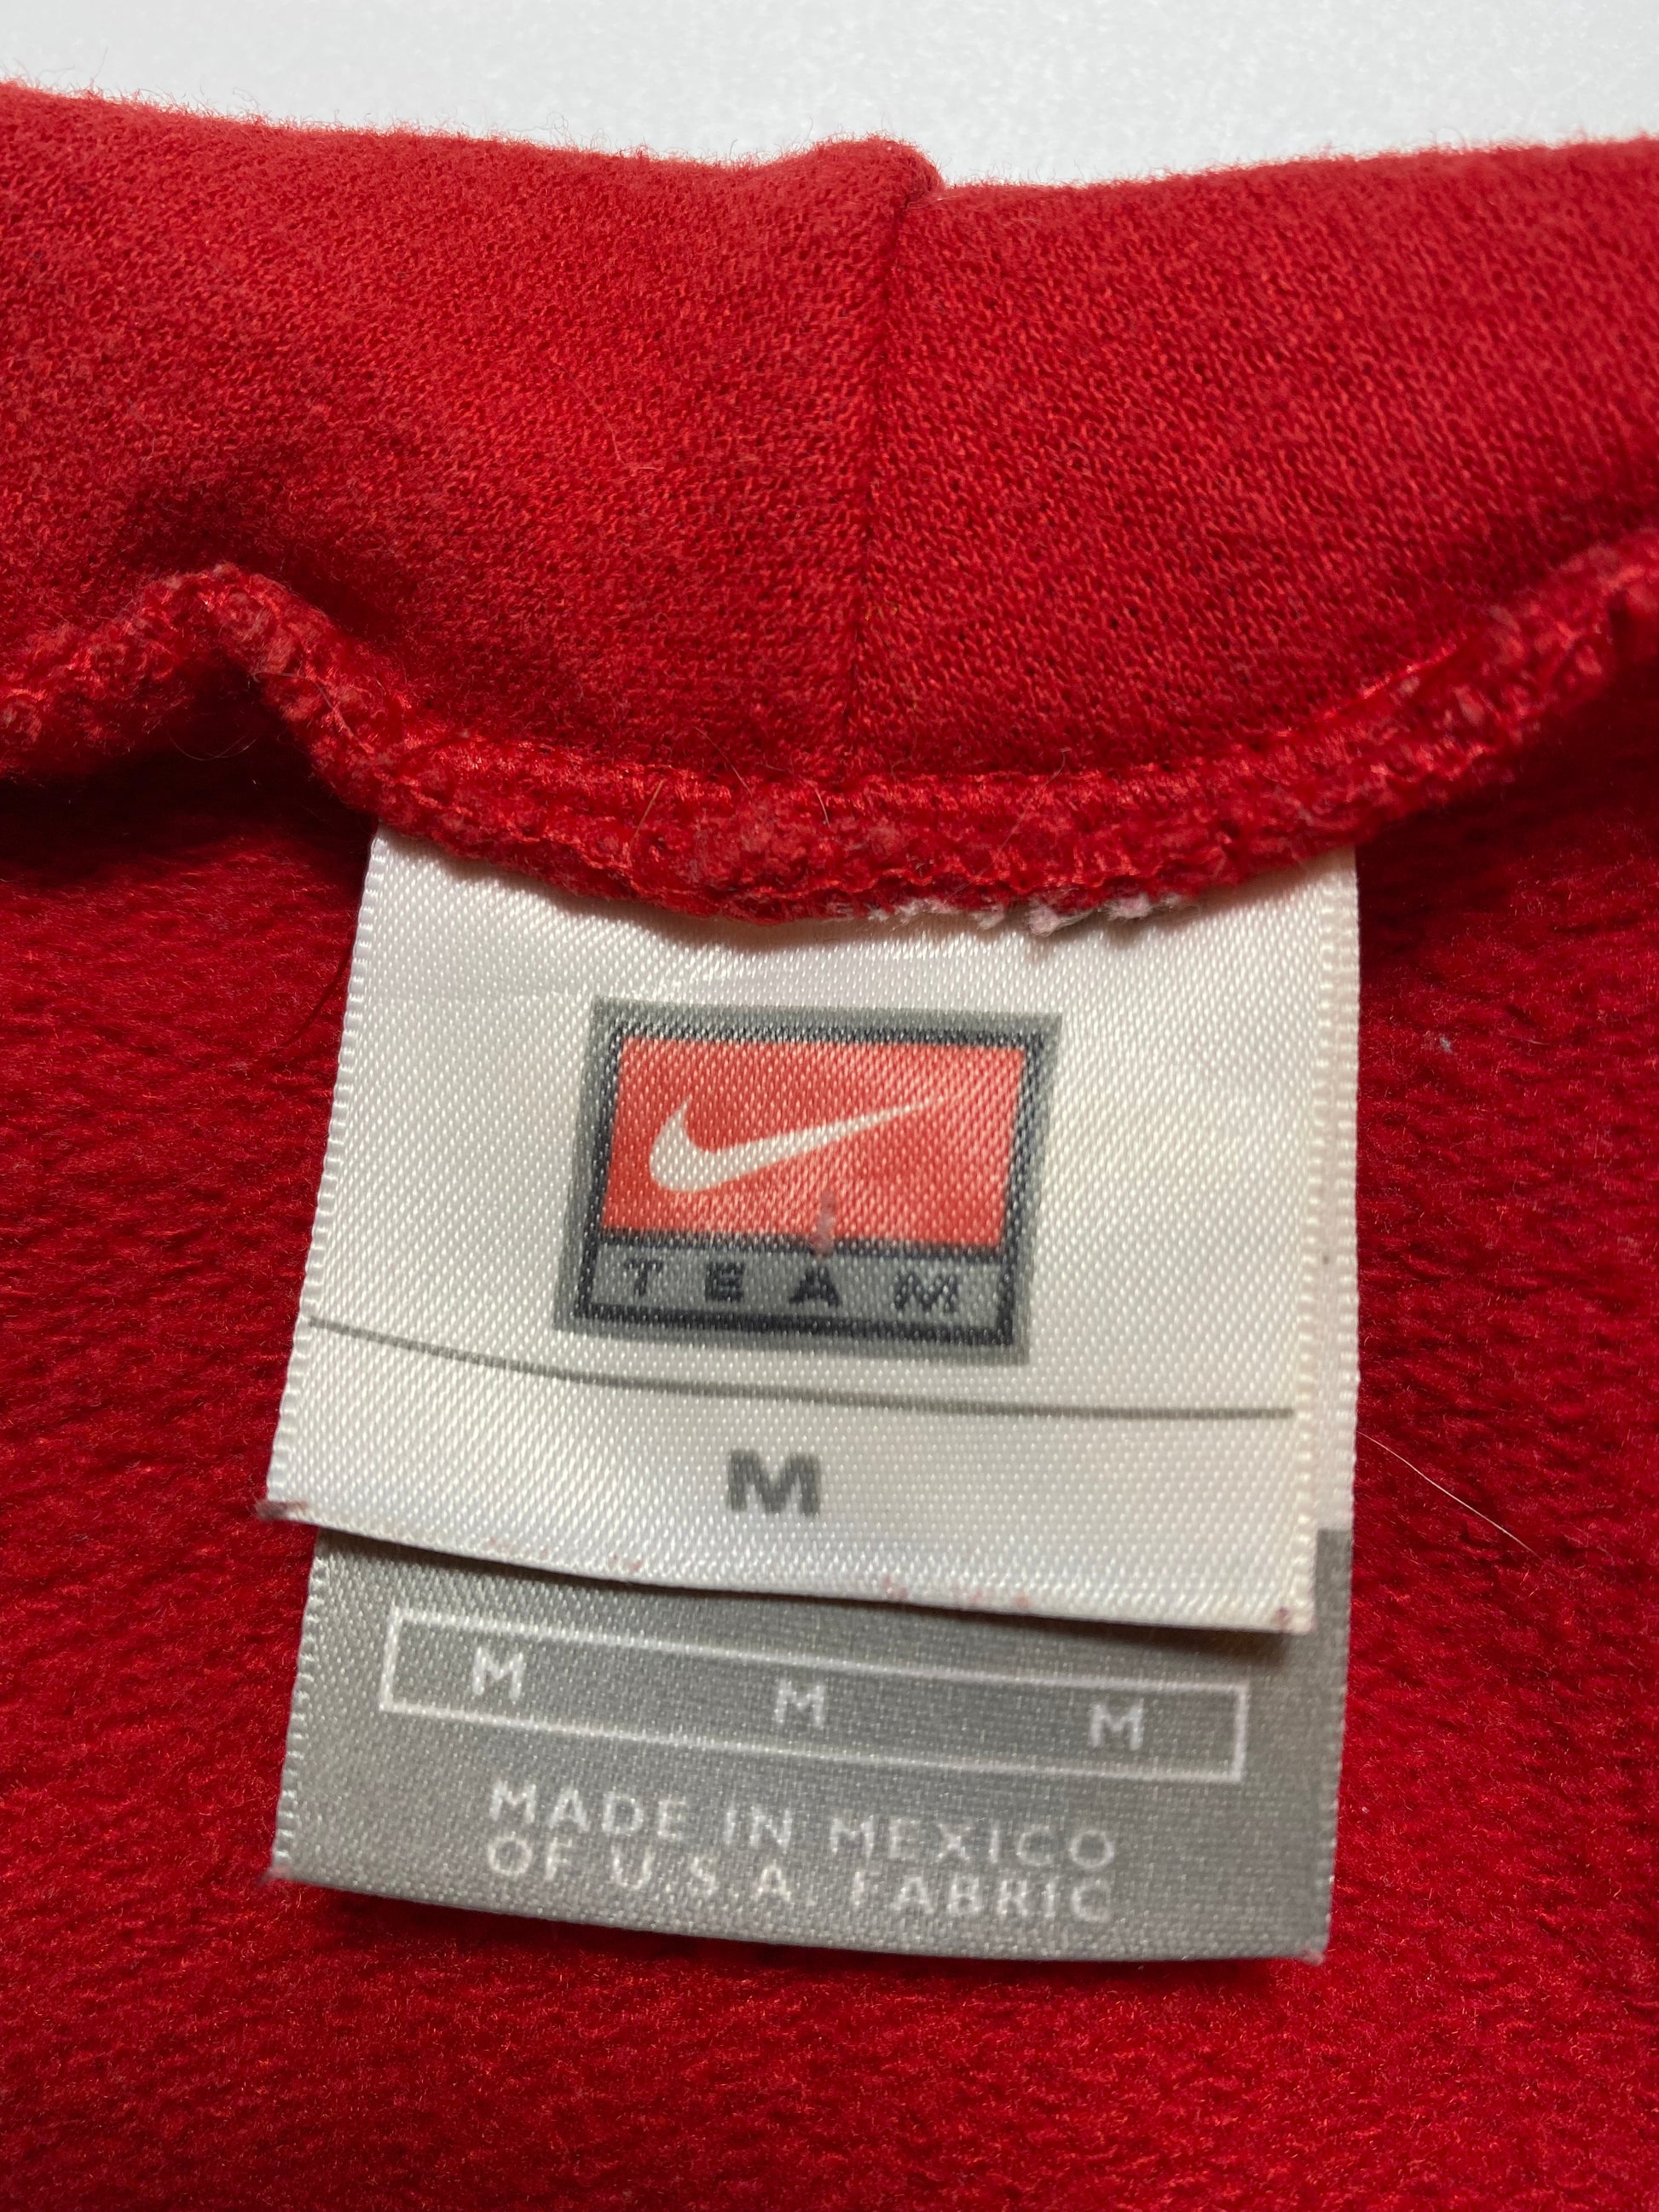 TEAM
M
M M M
MADE IN MEXICO
OF U.S.A. FABRIC